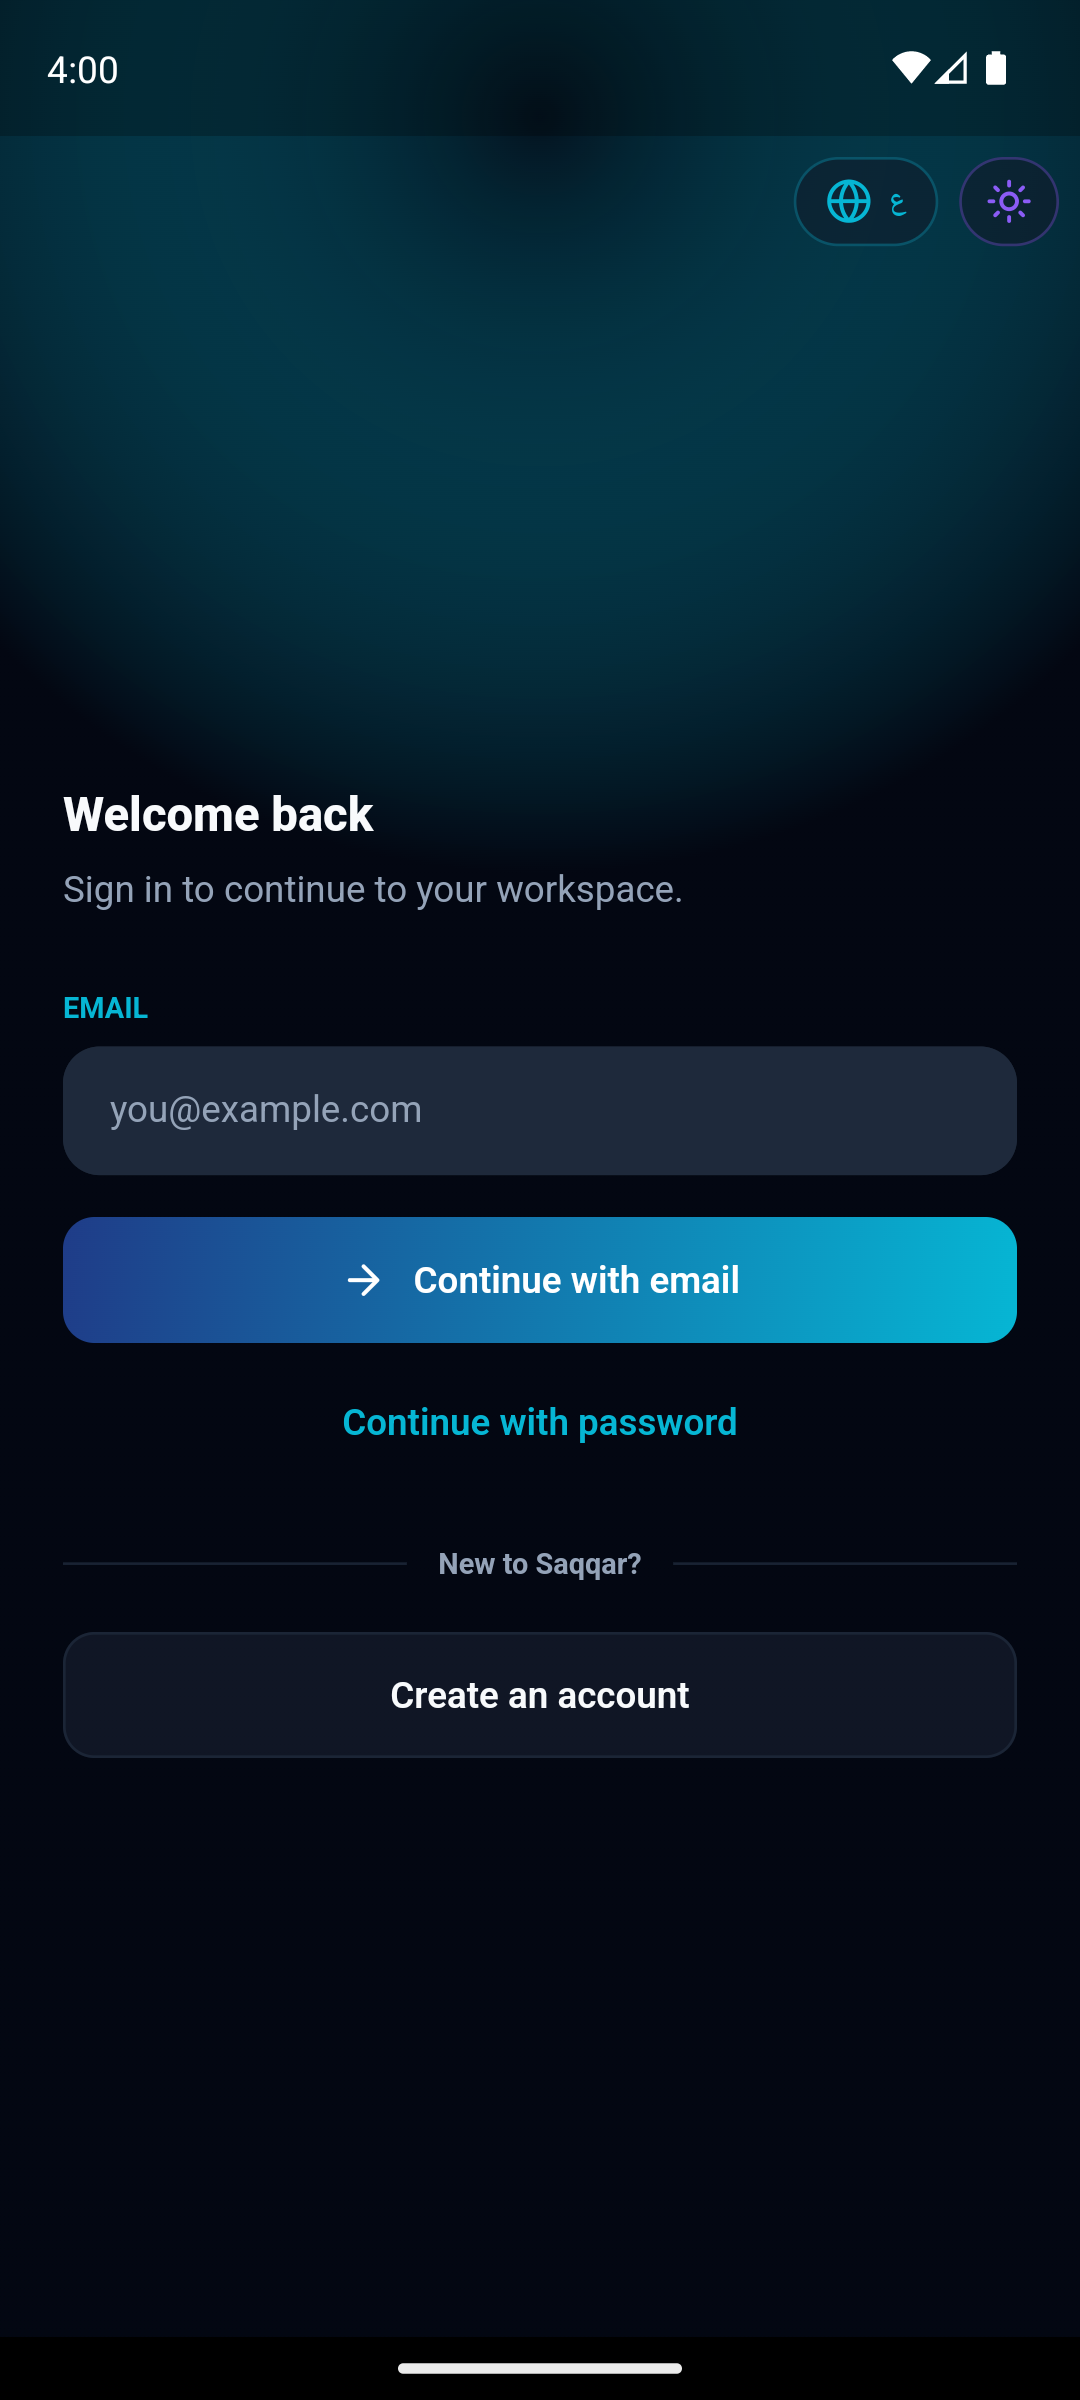 4:00
ع
Welcome back
Sign in to continue to your workspace.
EMAIL
you@example.com
Continue with email
Continue with password
New to Saqqar?
Create an account